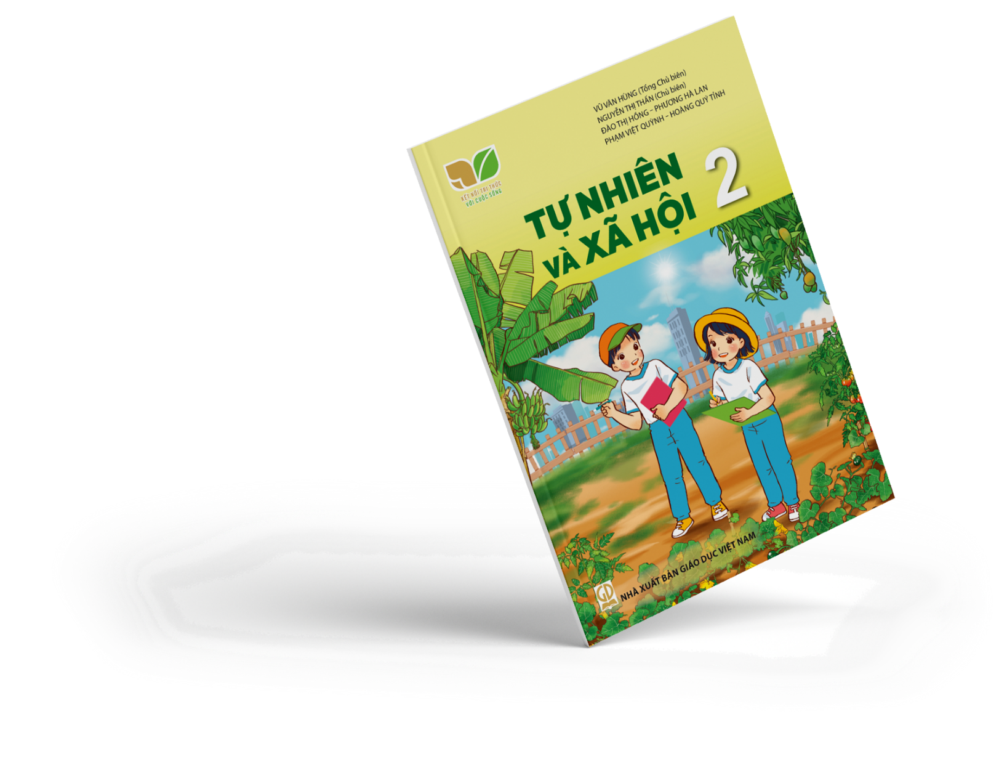 VŨ VĂN HÙNG (Tổng Chủ biên)
NGUYỄN THỊ THẤN (Chủ biên)
ĐÀO THỊ HỒNG – PHƯƠNG HÀ LAN
PHẠM VIỆT QUỲNH – HOÀNG QUÝ TỈNH
KẾT NỐI TRI THỨC
VỚI CUỘC SỐNG
TỰ NHIÊN
VÀ XÃ HỘI
2
GD
NHÀ XUẤT BẢN GIÁO DỤC VIỆT NAM